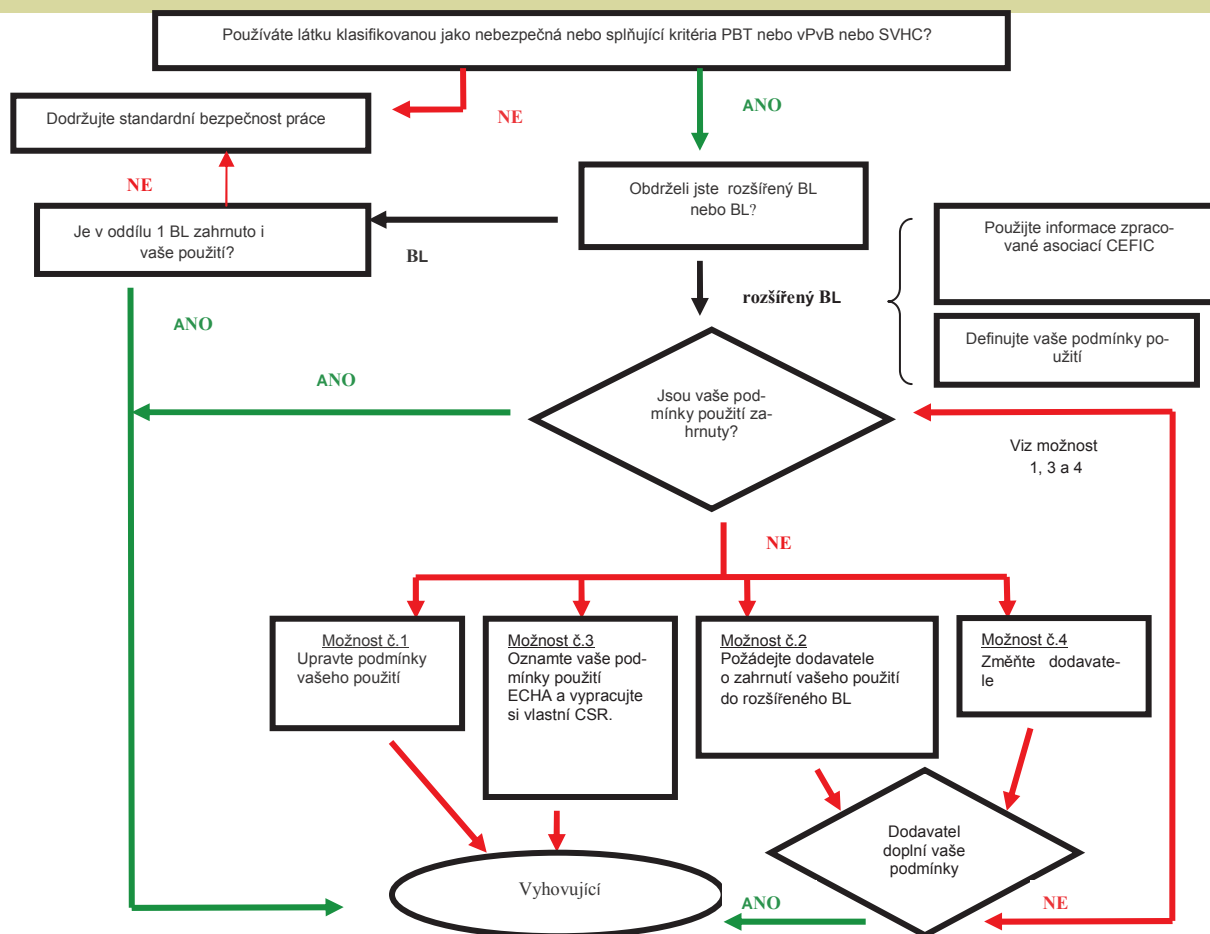 Používáte látku klasifikovanou jako nebezpečná nebo splňující kritéria PBT nebo vPvB nebo SVHC?
NE
ANO
Dodržujte standardní bezpečnost práce
NE
Obdrželi jste rozšířený BL
nebo BL?
Je v oddílu 1 BL zahrnuto i
vaše použití?
BL
Použijte informace zpraco-
vané asociací CEFIC
rozšířený BL
ANO
Definujte vaše podmínky po-
užití
ANO
Jsou vaše pod-
mínky použití za-
hrnuty?
Viz možnost
1, 3 a 4
NE
Možnost č.1
Upravte podmínky
vašeho použití
Možnost č.3
Oznamte vaše pod-
mínky použití
ECHA a vypracujte
si vlastní CSR.
Možnost č.2
Požádejte dodavatele
o zahrnutí vašeho použití
do rozšířeného BL
Možnost č.4
Změňte dodavate-
le
Dodavatel
doplní vaše
podmínky
Vyhovující
ANO
NE